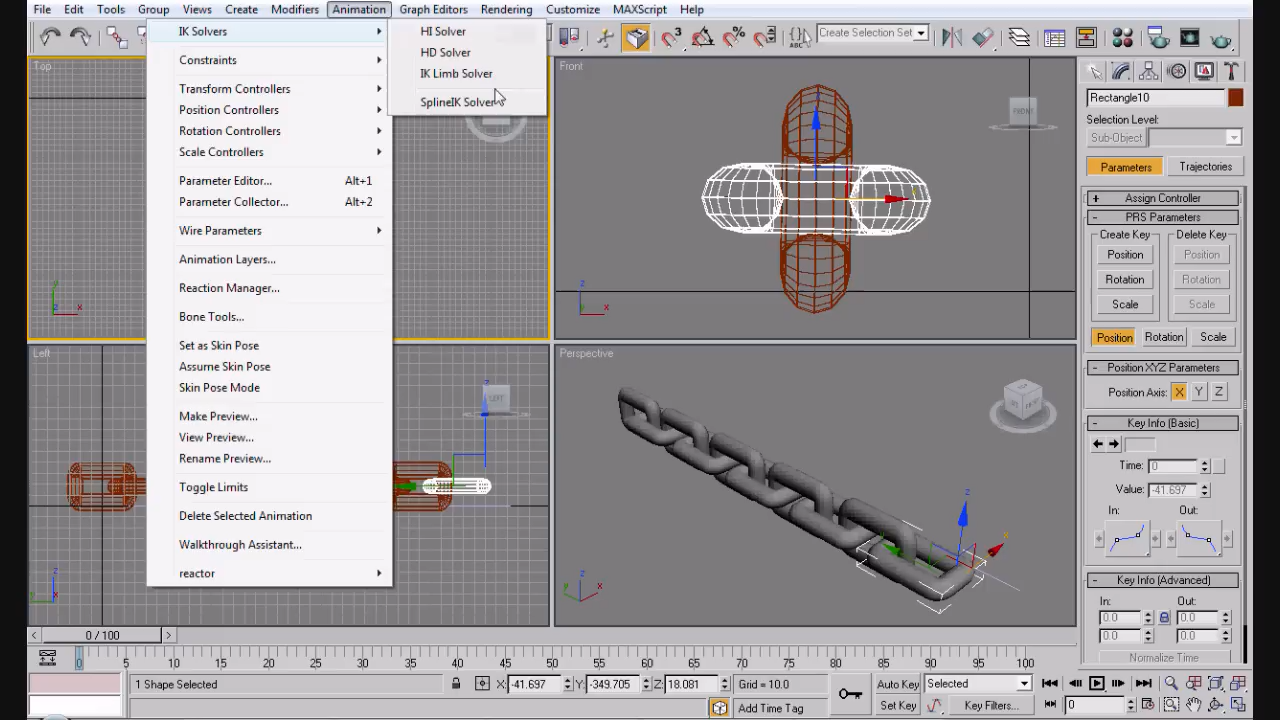 File Edit Tools Group Views Create Modifiers Animation Graph Editors Rendering Customize MAXScript Help
IK Solvers
Constraints
Transform Controllers
Position Controllers
Rotation Controllers
Scale Controllers
Parameter Editor... Alt+1
Parameter Collector... Alt+2
Wire Parameters
Animation Layers...
Reaction Manager...
Bone Tools...
Set as Skin Pose
Assume Skin Pose
Skin Pose Mode
Make Preview...
View Preview...
Rename Preview...
Toggle Limits
Delete Selected Animation
Walkthrough Assistant...
reactor
HI Solver
HD Solver
IK Limb Solver
SplineIK Solver
3
%
ABC
Create Selection Set
Top
y
z x
Front
FRONT
z
x
z
Left
LEFT
z
y
z
Perspective
z
y x
z
x
Rectangle10
Selection Level:
Sub-Object
Parameters Trajectories
+ Assign Controller
- PRS Parameters
Create Key Delete Key
Position Position
Rotation Rotation
Scale Scale
Position Rotation Scale
- Position XYZ Parameters
Position Axis: X Y Z
- Key Info (Basic)
Time: 0
Value: -41.697
In: Out:
- Key Info (Advanced)
In: Out:
0.0 0.0
0.0 0.0
Normalize Time
< 0 / 100 >
0 5 10 15 20 25 30 35 40 45 50 55 60 65 70 75 80 85 90 95 100
1 Shape Selected X: -41.697 Y: -349.705 Z: 18.081 Grid = 10.0 Auto Key Selected
Add Time Tag Set Key Key Filters... 0